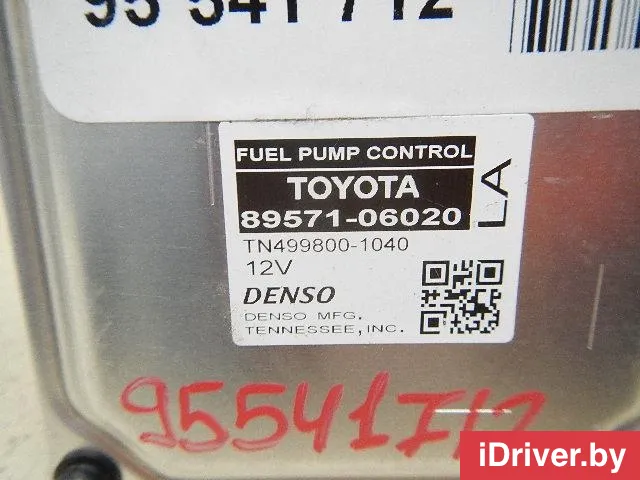 95 541 712
FUEL PUMP CONTROL
TOYOTA
89571-06020
LA
TN499800-1040
12V
DENSO
DENSO MFG.
TENNESSEE, INC.
95541712
iDriver.by